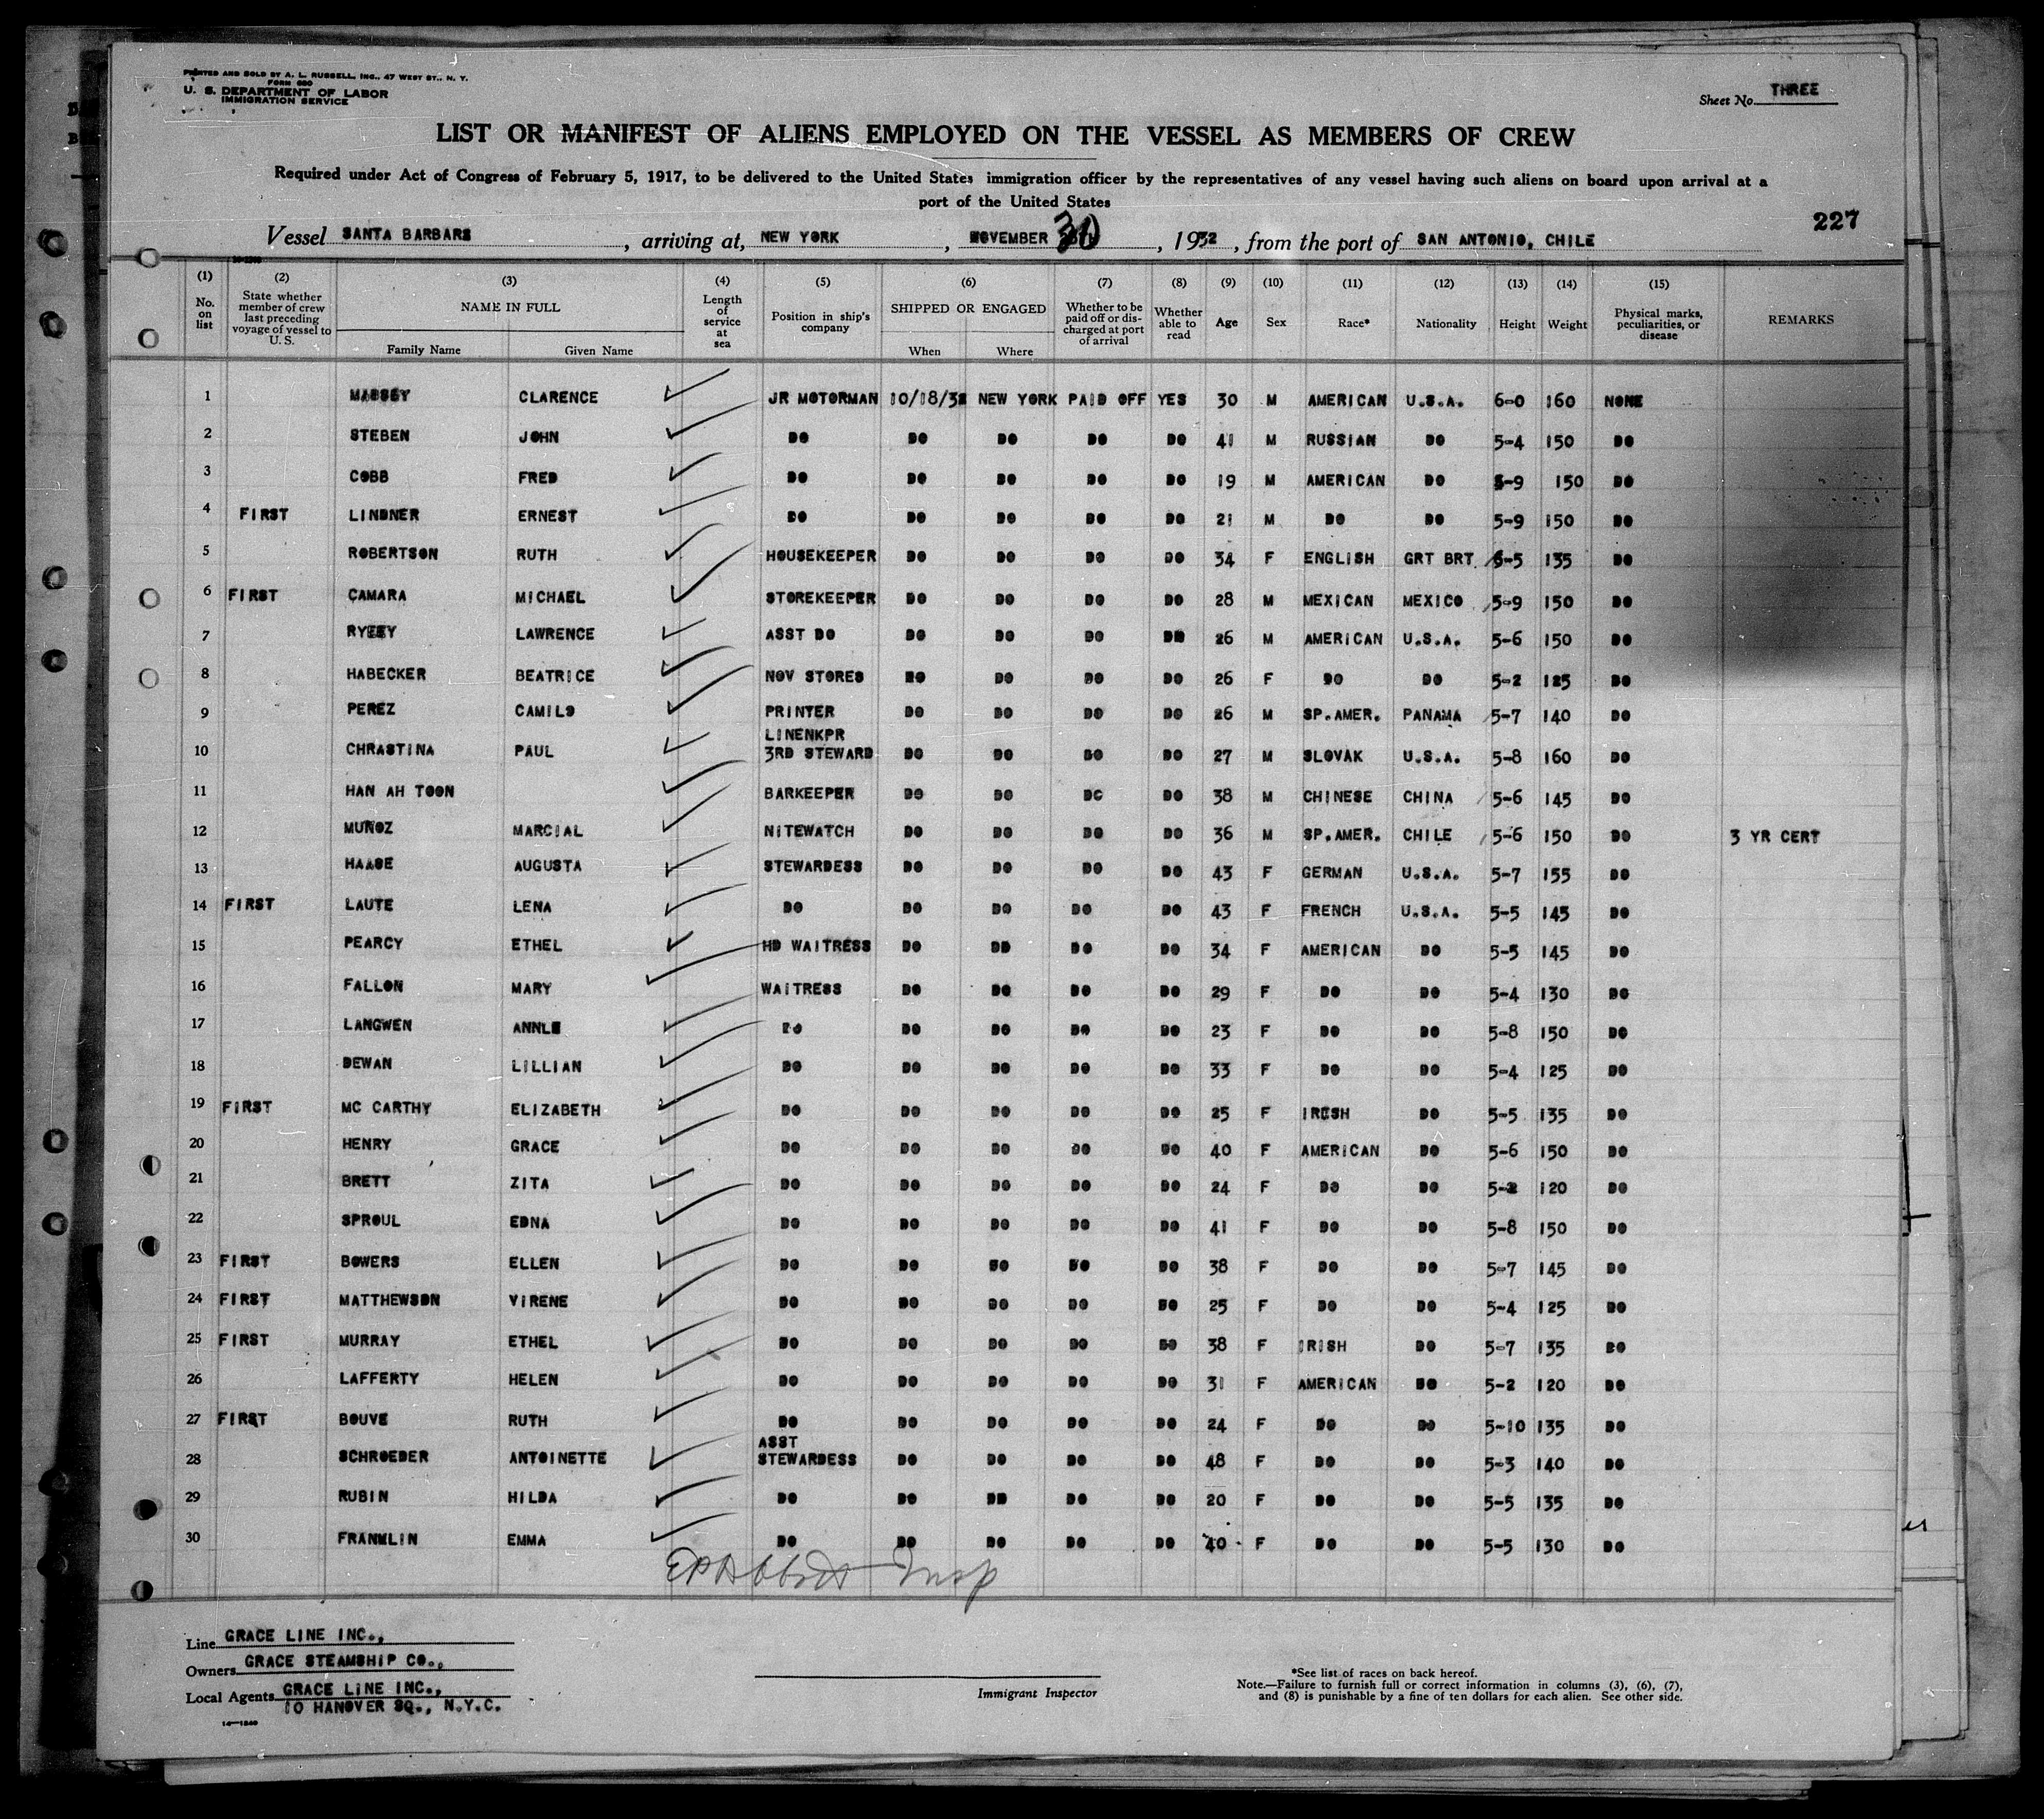 PRINTED AND SOLD BY A. L. RUSSELL, INC., 47 WEST ST., N. Y.
FORM 680
U. S. DEPARTMENT OF LABOR
IMMIGRATION SERVICE
Sheet No. THREE
LIST OR MANIFEST OF ALIENS EMPLOYED ON THE VESSEL AS MEMBERS OF CREW
Required under Act of Congress of February 5, 1917, to be delivered to the United States immigration officer by the representatives of any vessel having such aliens on board upon arrival at a
port of the United States
227
Vessel SANTA BARBARS, arriving at, NEW YORK, NOVEMBER 30, 1932, from the port of SAN ANTONIO, CHILE
(1) (2) (3) (4) (5) (6) (7) (8) (9) (10) (11) (12) (13) (14) (15)
No. on list State whether member of crew last preceding voyage of vessel to U. S. NAME IN FULL Family Name Given Name Length of service at sea Position in ship's company SHIPPED OR ENGAGED When Where Whether to be paid off or discharged at port of arrival Whether able to read Age Sex Race* Nationality Height Weight Physical marks, peculiarities, or disease REMARKS
1 MASSEY CLARENCE JR MOTORMAN 10/18/32 NEW YORK PAID OFF YES 30 M AMERICAN U.S.A. 6-0 160 NONE
2 STEBEN JOHN DO DO DO DO DO 41 M RUSSIAN DO 5-4 150 DO
3 COBB FRED DO DO DO DO DO 19 M AMERICAN DO 5-9 150 DO
4 FIRST LINDNER ERNEST DO DO DO DO DO 21 M DO DO 5-9 150 DO
5 ROBERTSON RUTH HOUSEKEEPER DO DO DO DO 34 F ENGLISH GRT BRT 5-5 135 DO
6 FIRST CAMARA MICHAEL STOREKEEPER DO DO DO DO 28 M MEXICAN MEXICO 5-9 150 DO
7 LAWRENCE ASST DO DO DO DO DO 26 M AMERICAN U.S.A. 5-6 150 DO
8 HABECKER BEATRICE NOV STORES DO DO DO DO 26 F DO DO 5-2 125 DO
9 PEREZ CAMILO PRINTER DO DO DO DO 26 M SP.AMER. PANAMA 5-7 140 DO
LINENKPR
10 CHRASTINA PAUL 3RD STEWARD DO DO DO DO 27 M SLOVAK U.S.A. 5-8 160 DO
11 HAN AH TOON BARKEEPER DO DO DO DO 38 M CHINESE CHINA 5-6 145 DO
12 MUÑOZ MARCIAL NITEWATCH DO DO DO DO 36 M SP.AMER. CHILE 5-6 150 DO 3 YR CERT
13 HAASE AUGUSTA STEWARDESS DO DO DO DO 43 F GERMAN U.S.A. 5-7 155 DO
14 FIRST LAUTE LENA DO DO DO DO DO 43 F FRENCH U.S.A. 5-5 145 DO
15 PEARCY ETHEL HD WAITRESS DO DO DO DO 34 F AMERICAN DO 5-5 145 DO
16 FALLON MARY WAITRESS DO DO DO DO 29 F DO DO 5-4 130 DO
17 LANGWEN ANNLE DO DO DO DO DO 23 F DO DO 5-8 150 DO
18 DEWAN LILLIAN DO DO DO DO DO 33 F DO DO 5-4 125 DO
19 FIRST MC CARTHY ELIZABETH DO DO DO DO DO 25 F IRISH DO 5-5 135 DO
20 HENRY GRACE DO DO DO DO DO 40 F AMERICAN DO 5-6 150 DO
21 BRETT ZITA DO DO DO DO DO 24 F DO DO 5-2 120 DO
22 SPROUL EDNA DO DO DO DO DO 41 F DO DO 5-8 150 DO
23 FIRST BOWERS ELLEN DO DO DO DO DO 38 F DO DO 5-7 145 DO
24 FIRST MATTHEWSON VIRENE DO DO DO DO DO 25 F DO DO 5-4 125 DO
25 FIRST MURRAY ETHEL DO DO DO DO DO 38 F IRISH DO 5-7 135 DO
26 LAFFERTY HELEN DO DO DO DO DO 31 F AMERICAN DO 5-2 120 DO
27 FIRST BOUVE RUTH DO DO DO DO DO 24 F DO DO 5-10 135 DO
ASST
28 SCHROEDER ANTOINETTE STEWARDESS DO DO DO DO 48 F DO DO 5-3 140 DO
29 RUBIN HILDA DO DO DO DO DO 20 F DO DO 5-5 135 DO
30 FRANKLIN EMMA DO DO DO DO DO 40 F DO DO 5-5 130 DO
Insp
Line GRACE LINE INC.,
Owners GRACE STEAMSHIP CO.,
Local Agents GRACE LINE INC.,
10 HANOVER SQ., N.Y.C.
14—1240
Immigrant Inspector
*See list of races on back hereof.
Note.—Failure to furnish full or correct information in columns (3), (6), (7),
and (8) is punishable by a fine of ten dollars for each alien. See other side.